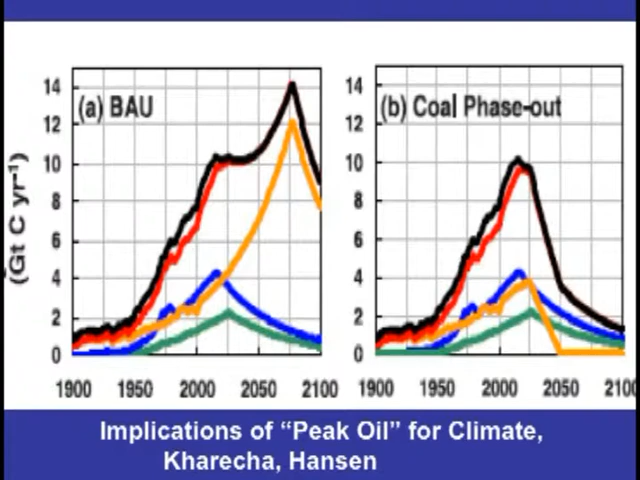 (a) BAU
(b) Coal Phase-out
(Gt C yr⁻¹)
14
12
10
8
6
4
2
0
1900 1950 2000 2050 2100
14
12
10
8
6
4
2
0
1900 1950 2000 2050 2100
Implications of “Peak Oil” for Climate,
Kharecha, Hansen